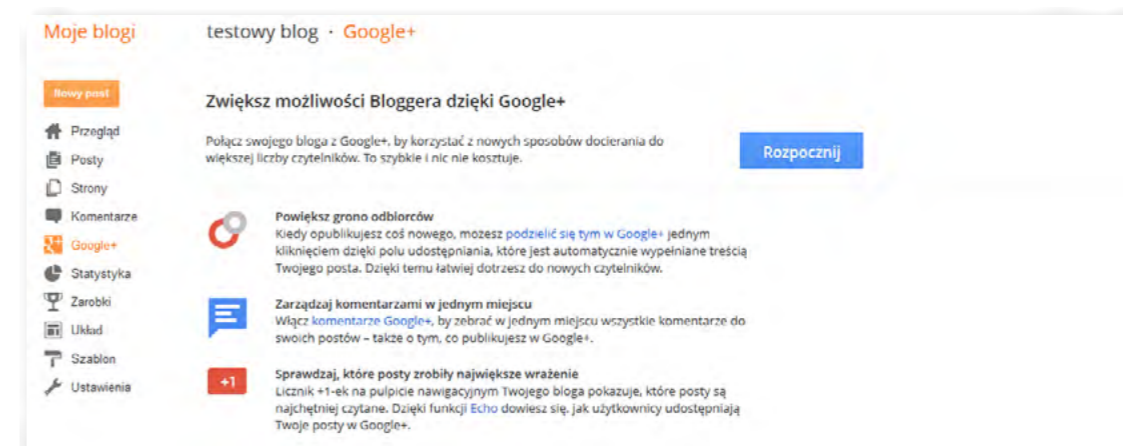 Moje blogi
testowy blog · Google+
Nowy post
Przegląd
Posty
Strony
Komentarze
Google+
Statystyka
Zarobki
Układ
Szablon
Ustawienia
Zwiększ możliwości Bloggera dzięki Google+
Połącz swojego bloga z Google+, by korzystać z nowych sposobów docierania do
większej liczby czytelników. To szybkie i nic nie kosztuje.
Rozpocznij
Powiększ grono odbiorców
Kiedy opublikujesz coś nowego, możesz podzielić się tym w Google+ jednym
kliknięciem dzięki polu udostępniania, które jest automatycznie wypełniane treścią
Twojego posta. Dzięki temu łatwiej dotrzesz do nowych czytelników.
Zarządzaj komentarzami w jednym miejscu
Włącz komentarze Google+, by zebrać w jednym miejscu wszystkie komentarze do
swoich postów – także o tym, co publikujesz w Google+.
+1
Sprawdzaj, które posty zrobiły największe wrażenie
Licznik +1-ek na pulpicie nawigacyjnym Twojego bloga pokazuje, które posty są
najchętniej czytane. Dzięki funkcji Echo dowiesz się, jak użytkownicy udostępniają
Twoje posty w Google+.